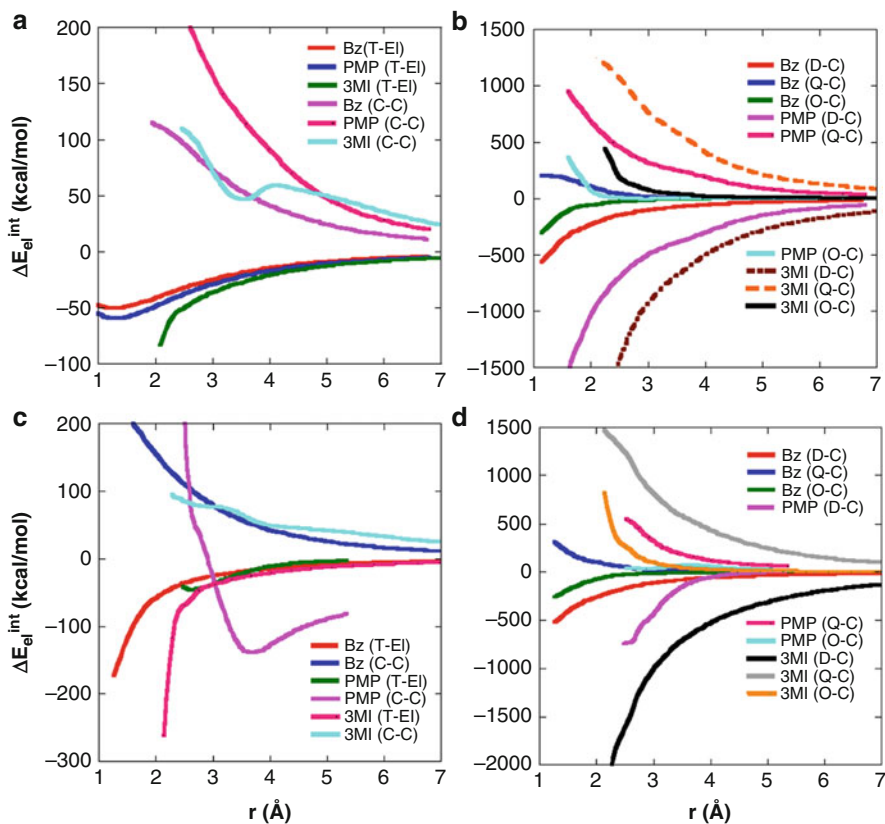 a
200
150
100
50
0
−50
−100
ΔE_el^int (kcal/mol)
Bz(T-El)
PMP (T-El)
3MI (T-El)
Bz (C-C)
PMP (C-C)
3MI (C-C)
1 2 3 4 5 6 7
b
1500
1000
500
0
−500
−1000
−1500
Bz (D-C)
Bz (Q-C)
Bz (O-C)
PMP (D-C)
PMP (Q-C)
PMP (O-C)
3MI (D-C)
3MI (Q-C)
3MI (O-C)
1 2 3 4 5 6 7
c
200
100
0
−100
−200
−300
ΔE_el^int (kcal/mol)
Bz (T-El)
Bz (C-C)
PMP (T-El)
PMP (C-C)
3MI (T-El)
3MI (C-C)
1 2 3 4 5 6 7
r (Å)
d
1500
1000
500
0
−500
−1000
−1500
−2000
Bz (D-C)
Bz (Q-C)
Bz (O-C)
PMP (D-C)
PMP (Q-C)
PMP (O-C)
3MI (D-C)
3MI (Q-C)
3MI (O-C)
1 2 3 4 5 6 7
r (Å)